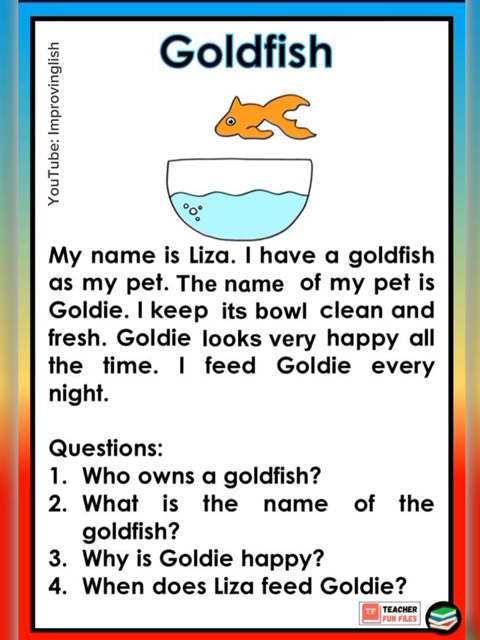 Goldfish
YouTube: Improvinglish
My name is Liza. I have a goldfish
as my pet. The name of my pet is
Goldie. I keep its bowl clean and
fresh. Goldie looks very happy all
the time. I feed Goldie every
night.
Questions:
1. Who owns a goldfish?
2. What is the name of the
goldfish?
3. Why is Goldie happy?
4. When does Liza feed Goldie?
TF TEACHER
FUN FILES